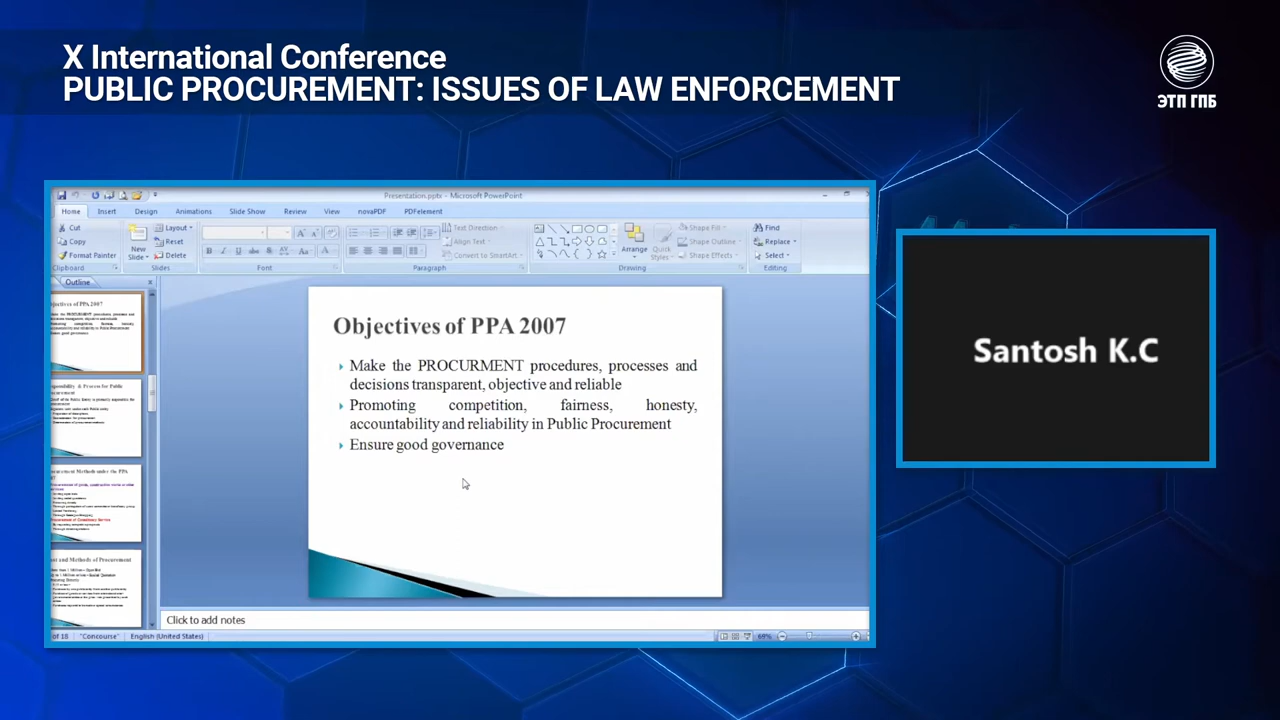 X International Conference
PUBLIC PROCUREMENT: ISSUES OF LAW ENFORCEMENT
ЭТП ГПБ
Presentation.pptx - Microsoft PowerPoint
Home Insert Design Animations Slide Show Review View novaPDF PDFelement
Cut
Copy
Format Painter
Clipboard
New Slide
Layout
Reset
Delete
Slides
Font
Text Direction
Align Text
Convert to SmartArt
Paragraph
Arrange
Quick Styles
Shape Fill
Shape Outline
Shape Effects
Drawing
Find
Replace
Select
Editing
Outline
Objectives of PPA 2007
Make the PROCURMENT procedures, processes and
decisions transparent, objective and reliable
Promoting competition, fairness, honesty,
accountability and reliability in Public Procurement
Ensure good governance
Santosh K.C
Click to add notes
of 18 "Concourse" English (United States) 69%